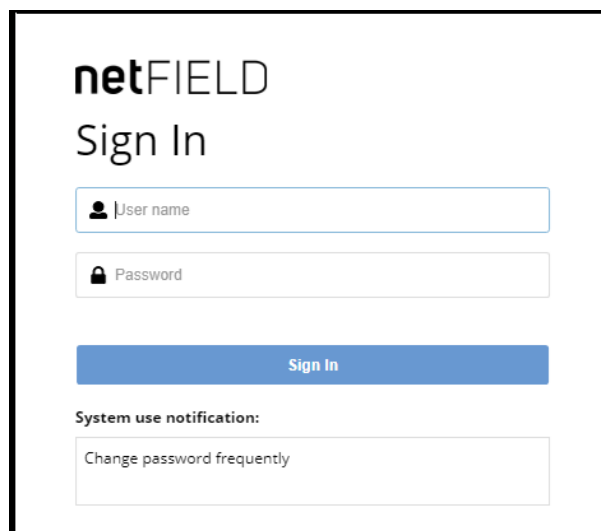 netFIELD
Sign In
User name
Password
Sign In
System use notification:
Change password frequently